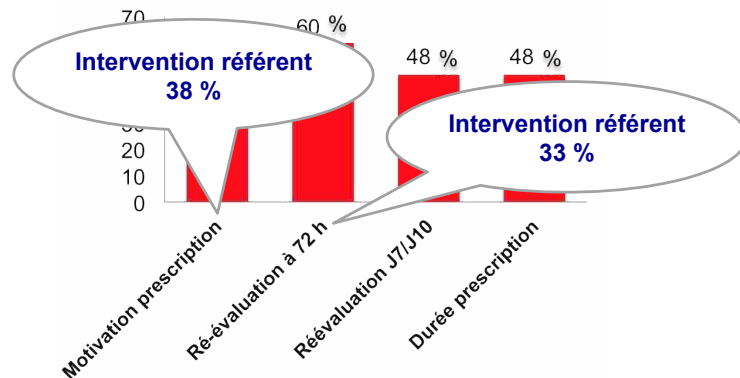 70
60 %
Intervention référent
38 %
48 %
48 %
Intervention référent
33 %
20
10
0
Motivation prescription
Ré-évaluation à 72 h
Réévaluation J7/J10
Durée prescription